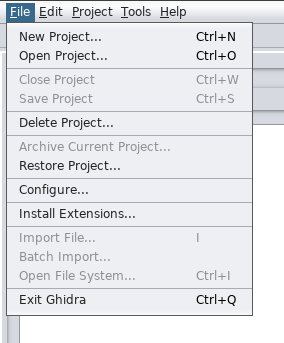 File Edit Project Tools Help
New Project... Ctrl+N
Open Project... Ctrl+O
Close Project Ctrl+W
Save Project Ctrl+S
Delete Project...
Archive Current Project...
Restore Project...
Configure...
Install Extensions...
Import File... I
Batch Import...
Open File System... Ctrl+I
Exit Ghidra Ctrl+Q